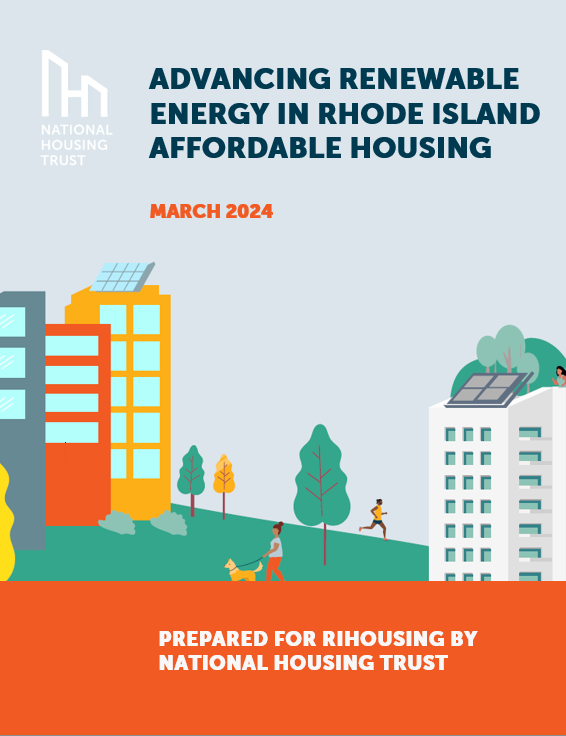 NATIONAL
HOUSING
TRUST
ADVANCING RENEWABLE
ENERGY IN RHODE ISLAND
AFFORDABLE HOUSING
MARCH 2024
PREPARED FOR RIHOUSING BY
NATIONAL HOUSING TRUST